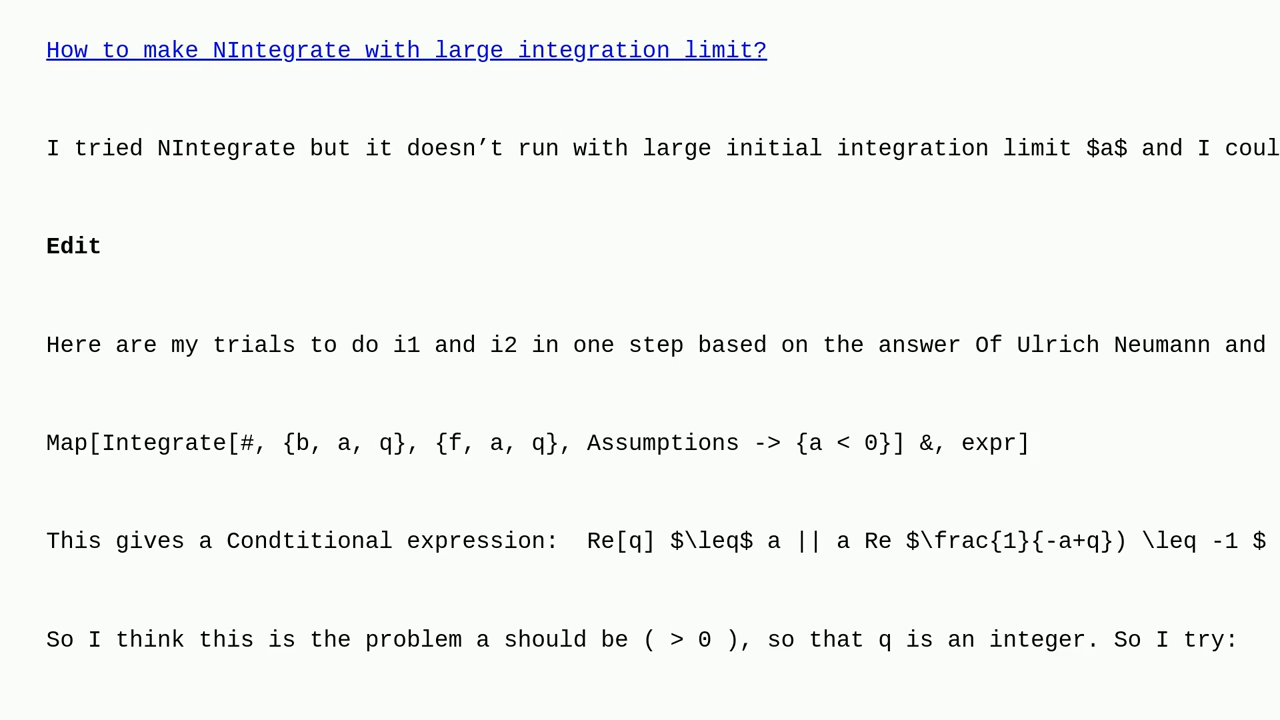 How to make NIntegrate with large integration limit?
I tried NIntegrate but it doesn’t run with large initial integration limit $a$ and I coul
Edit
Here are my trials to do i1 and i2 in one step based on the answer Of Ulrich Neumann and
Map[Integrate[#, {b, a, q}, {f, a, q}, Assumptions -> {a < 0}] &, expr]
This gives a Condtitional expression:  Re[q] $\leq$ a || a Re $\frac{1}{-a+q}) \leq -1 $
So I think this is the problem a should be ( > 0 ), so that q is an integer. So I try: